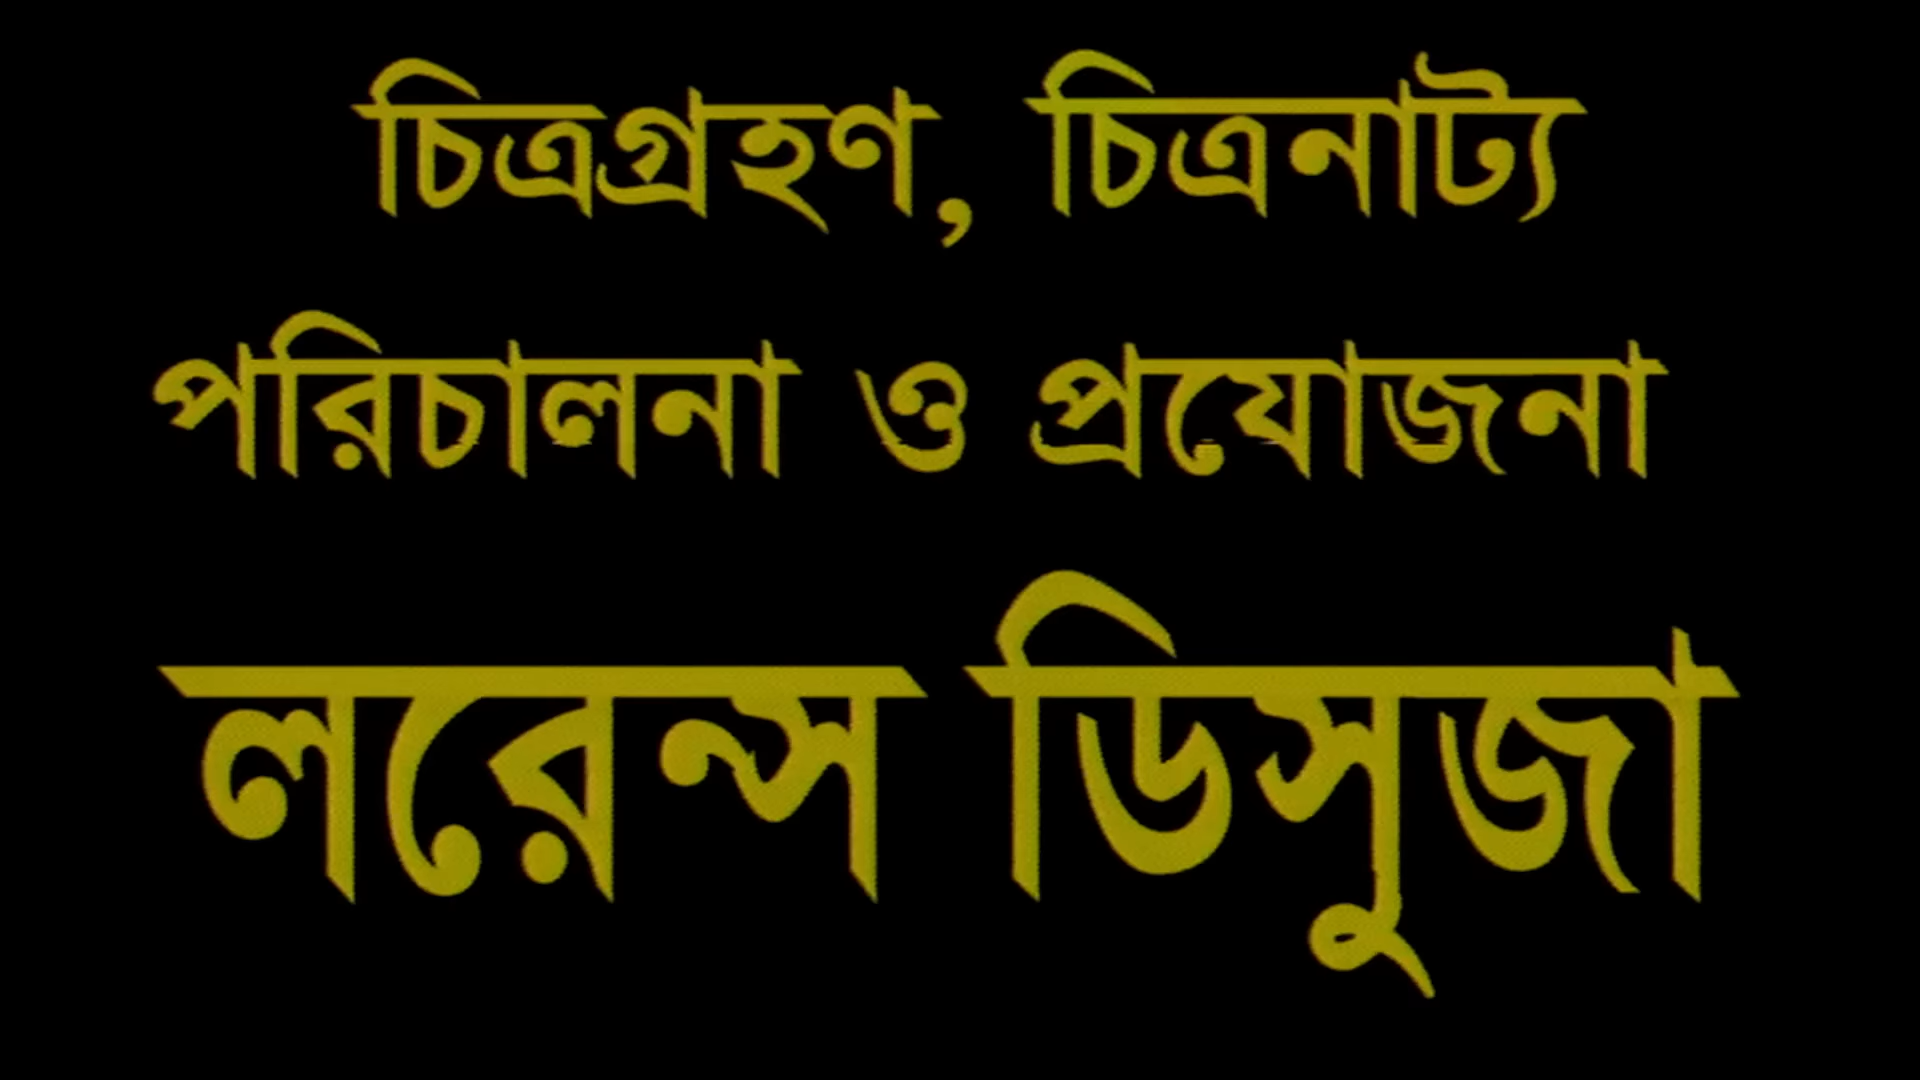 চিত্রগ্রহণ, চিত্রনাট্য
পরিচালনা ও প্রযোজনা
লরেন্স ডিসুজা